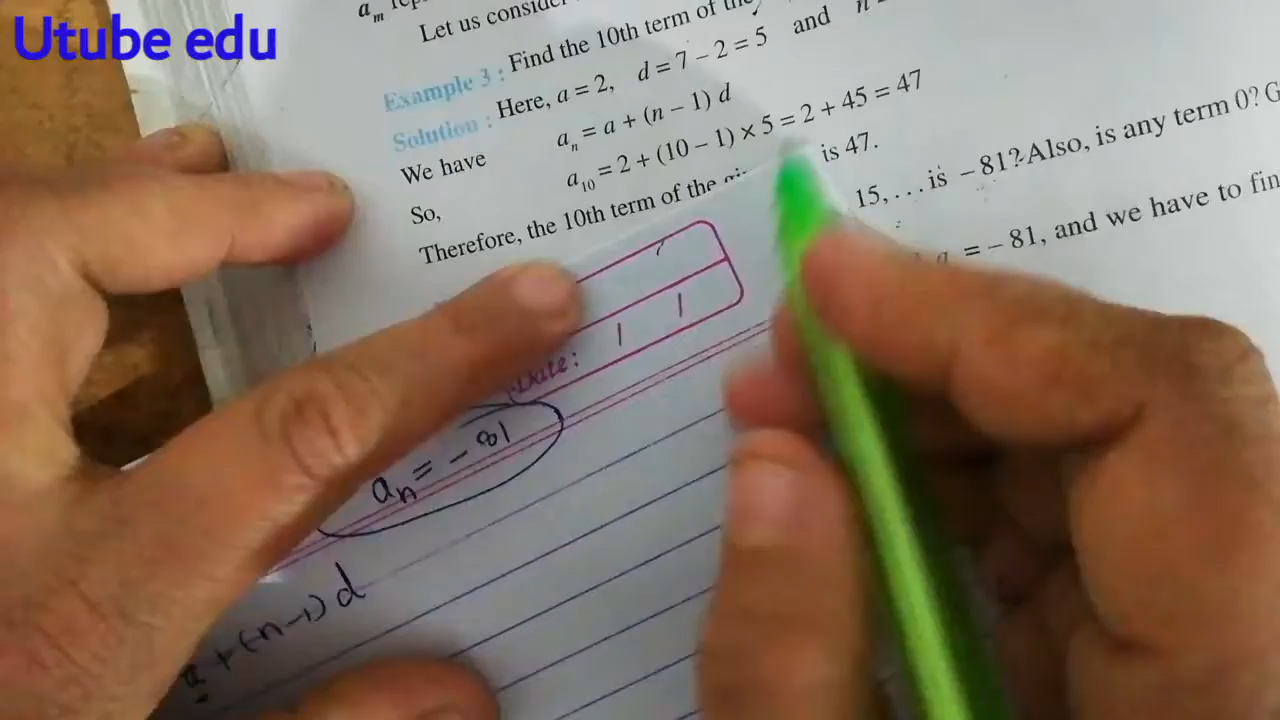 Utube edu
a_m
Let us consider
Example 3 : Find the 10th term of the
Solution : Here, a = 2, d = 7 – 2 = 5 and n
We have a_n = a + (n – 1) d
So, a_10 = 2 + (10 – 1) × 5 = 2 + 45 = 47
Therefore, the 10th term of the is 47.
15, . . . is – 81? Also, is any term 0? G
= – 81, and we have to fin
Date:
a_n = - 81
a + (n-1) d